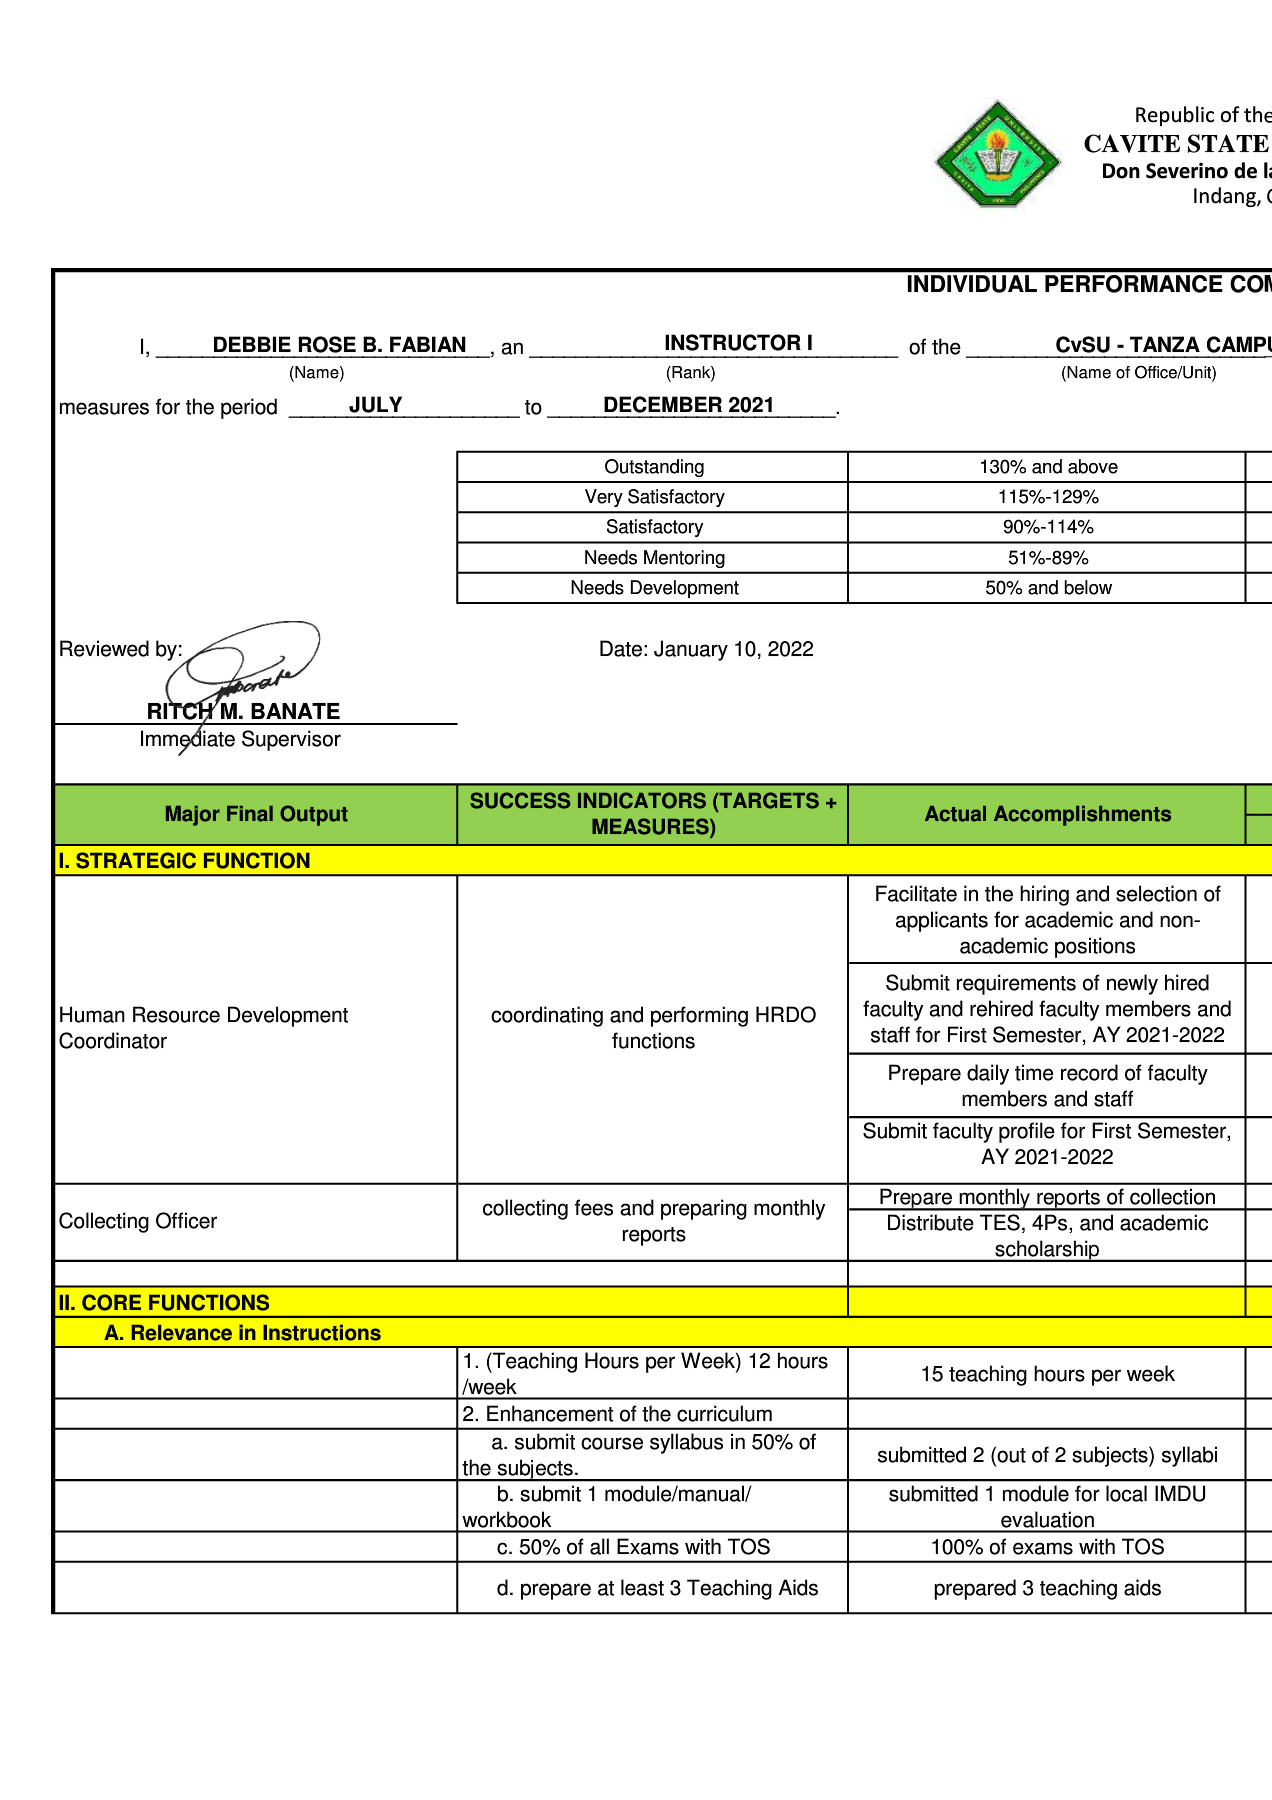 Republic of the
CAVITE STATE
Don Severino de la
Indang, C
INDIVIDUAL PERFORMANCE COM
I, DEBBIE ROSE B. FABIAN, an INSTRUCTOR I of the CvSU - TANZA CAMPU
(Name) (Rank) (Name of Office/Unit)
measures for the period JULY to DECEMBER 2021.
Outstanding 130% and above
Very Satisfactory 115%-129%
Satisfactory 90%-114%
Needs Mentoring 51%-89%
Needs Development 50% and below
Reviewed by: Date: January 10, 2022
RITCH M. BANATE
Immediate Supervisor
Major Final Output
SUCCESS INDICATORS (TARGETS +
MEASURES)
Actual Accomplishments
I. STRATEGIC FUNCTION
Human Resource Development
Coordinator
coordinating and performing HRDO
functions
Facilitate in the hiring and selection of
applicants for academic and non-
academic positions
Submit requirements of newly hired
faculty and rehired faculty members and
staff for First Semester, AY 2021-2022
Prepare daily time record of faculty
members and staff
Submit faculty profile for First Semester,
AY 2021-2022
Collecting Officer
collecting fees and preparing monthly
reports
Prepare monthly reports of collection
Distribute TES, 4Ps, and academic
scholarship
II. CORE FUNCTIONS
A. Relevance in Instructions
1. (Teaching Hours per Week) 12 hours
/week
15 teaching hours per week
2. Enhancement of the curriculum
a. submit course syllabus in 50% of
the subjects.
submitted 2 (out of 2 subjects) syllabi
b. submit 1 module/manual/
workbook
submitted 1 module for local IMDU
evaluation
c. 50% of all Exams with TOS
100% of exams with TOS
d. prepare at least 3 Teaching Aids
prepared 3 teaching aids